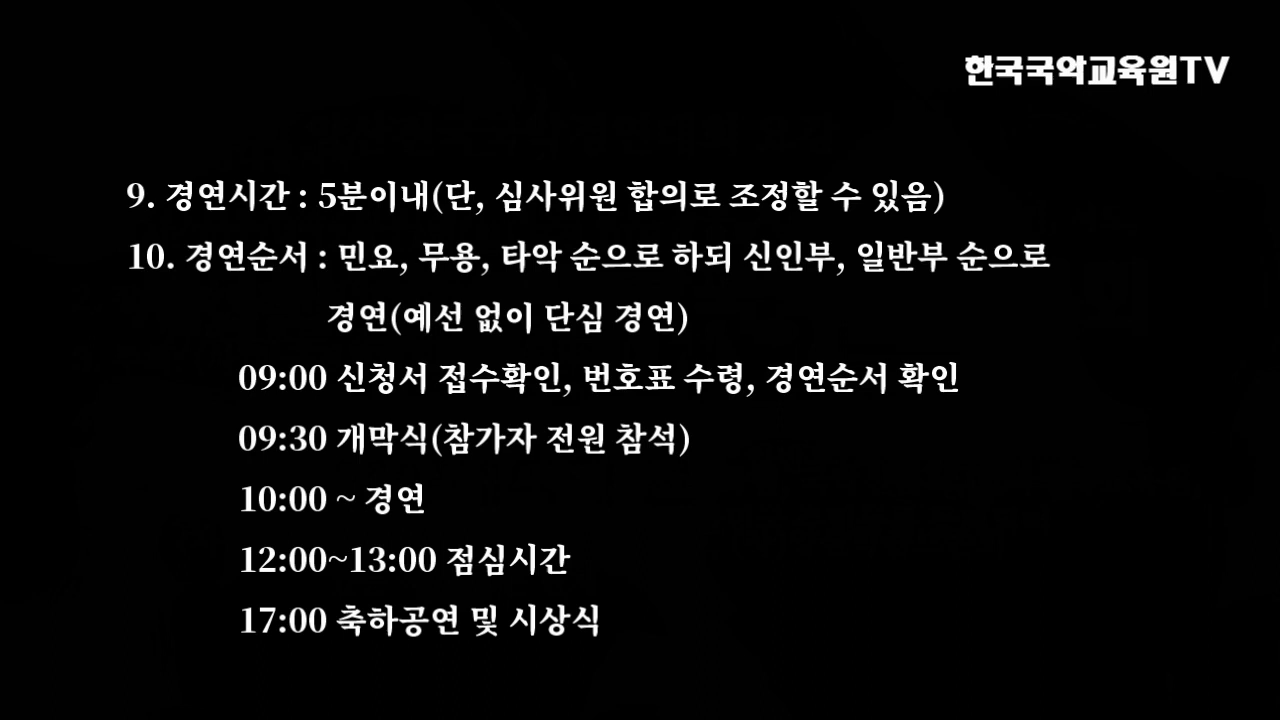 한국국악교육원TV
9. 경연시간 : 5분이내(단, 심사위원 합의로 조정할 수 있음)
10. 경연순서 : 민요, 무용, 타악 순으로 하되 신인부, 일반부 순으로
경연(예선 없이 단심 경연)
09:00 신청서 접수확인, 번호표 수령, 경연순서 확인
09:30 개막식(참가자 전원 참석)
10:00 ~ 경연
12:00~13:00 점심시간
17:00 축하공연 및 시상식